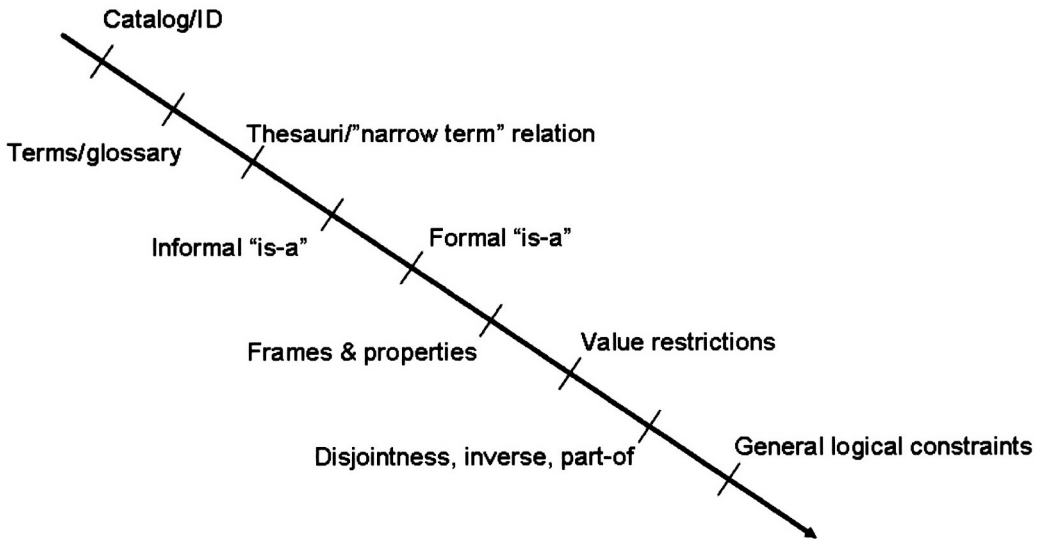 Catalog/ID
Terms/glossary
Thesauri/”narrow term” relation
Informal “is-a”
Formal “is-a”
Frames & properties
Value restrictions
Disjointness, inverse, part-of
General logical constraints